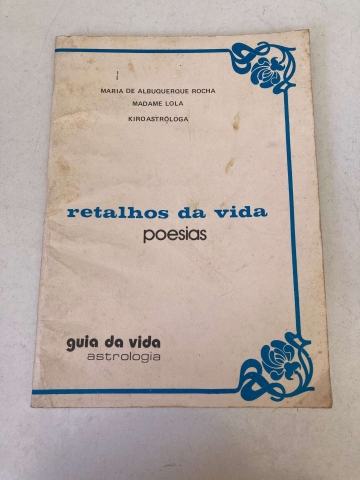 MARIA DE ALBUQUERQUE ROCHA
MADAME LOLA
KIROASTRÓLOGA
retalhos da vida
poesias
guia da vida
astrologia